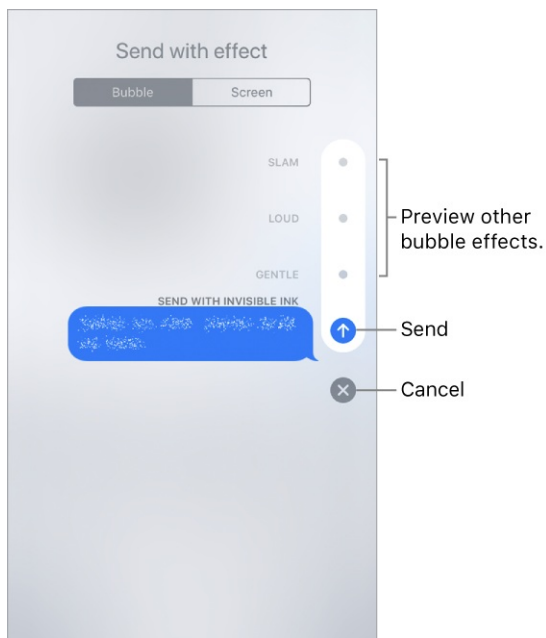 Send with effect
Bubble Screen
SLAM
LOUD
Preview other
bubble effects.
GENTLE
SEND WITH INVISIBLE INK
Send
Cancel